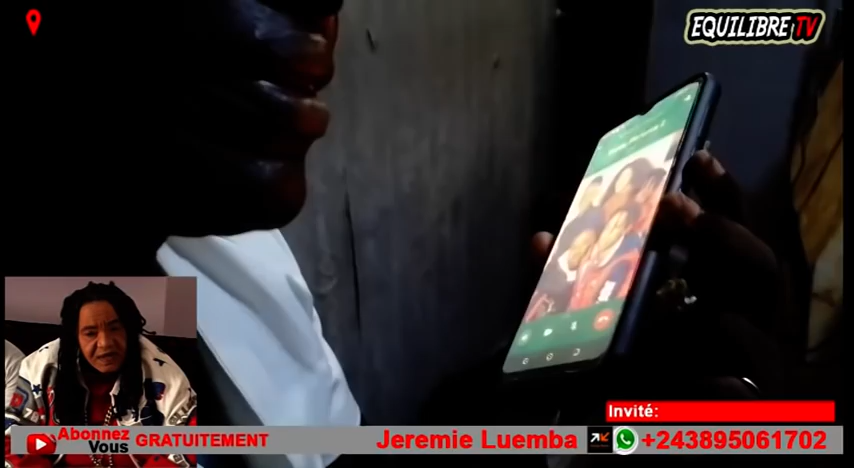 EQUILIBRE TV
Invité:
Abonnez
Vous
GRATUITEMENT
Jeremie Luemba
+243895061702